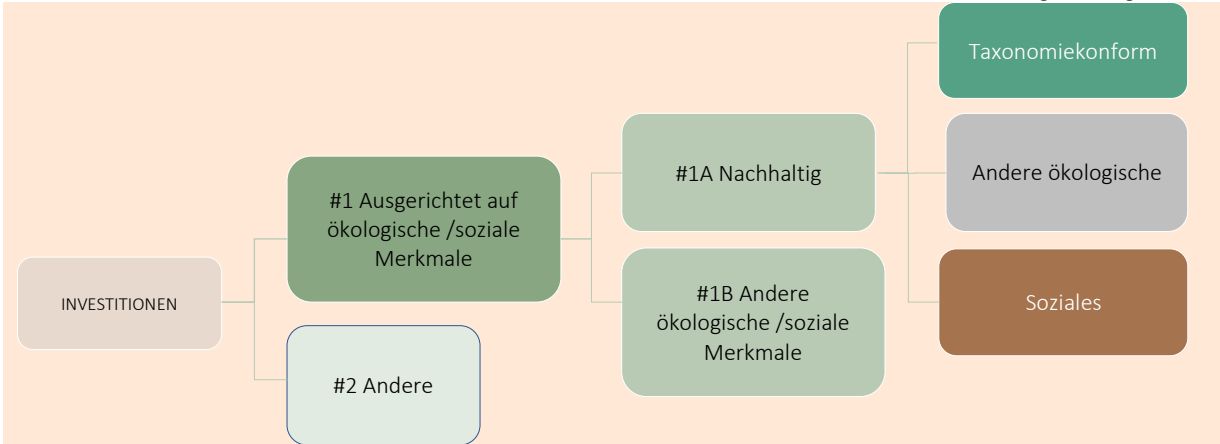 INVESTITIONEN
#1 Ausgerichtet auf
ökologische /soziale
Merkmale
#2 Andere
#1A Nachhaltig
#1B Andere
ökologische /soziale
Merkmale
Taxonomiekonform
Andere ökologische
Soziales